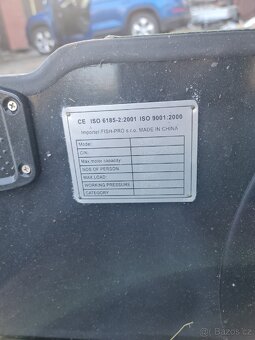 CE ISO 6185-2:2001 ISO 9001:2000
Importer:FISH-PRO s.r.o. MADE IN CHINA
Model:
C/N:
Max.motor capacity:
NOS OF PERSON
MAX.LOAD
WORKING PRESSURE
CATEGORY
Bazos.cz